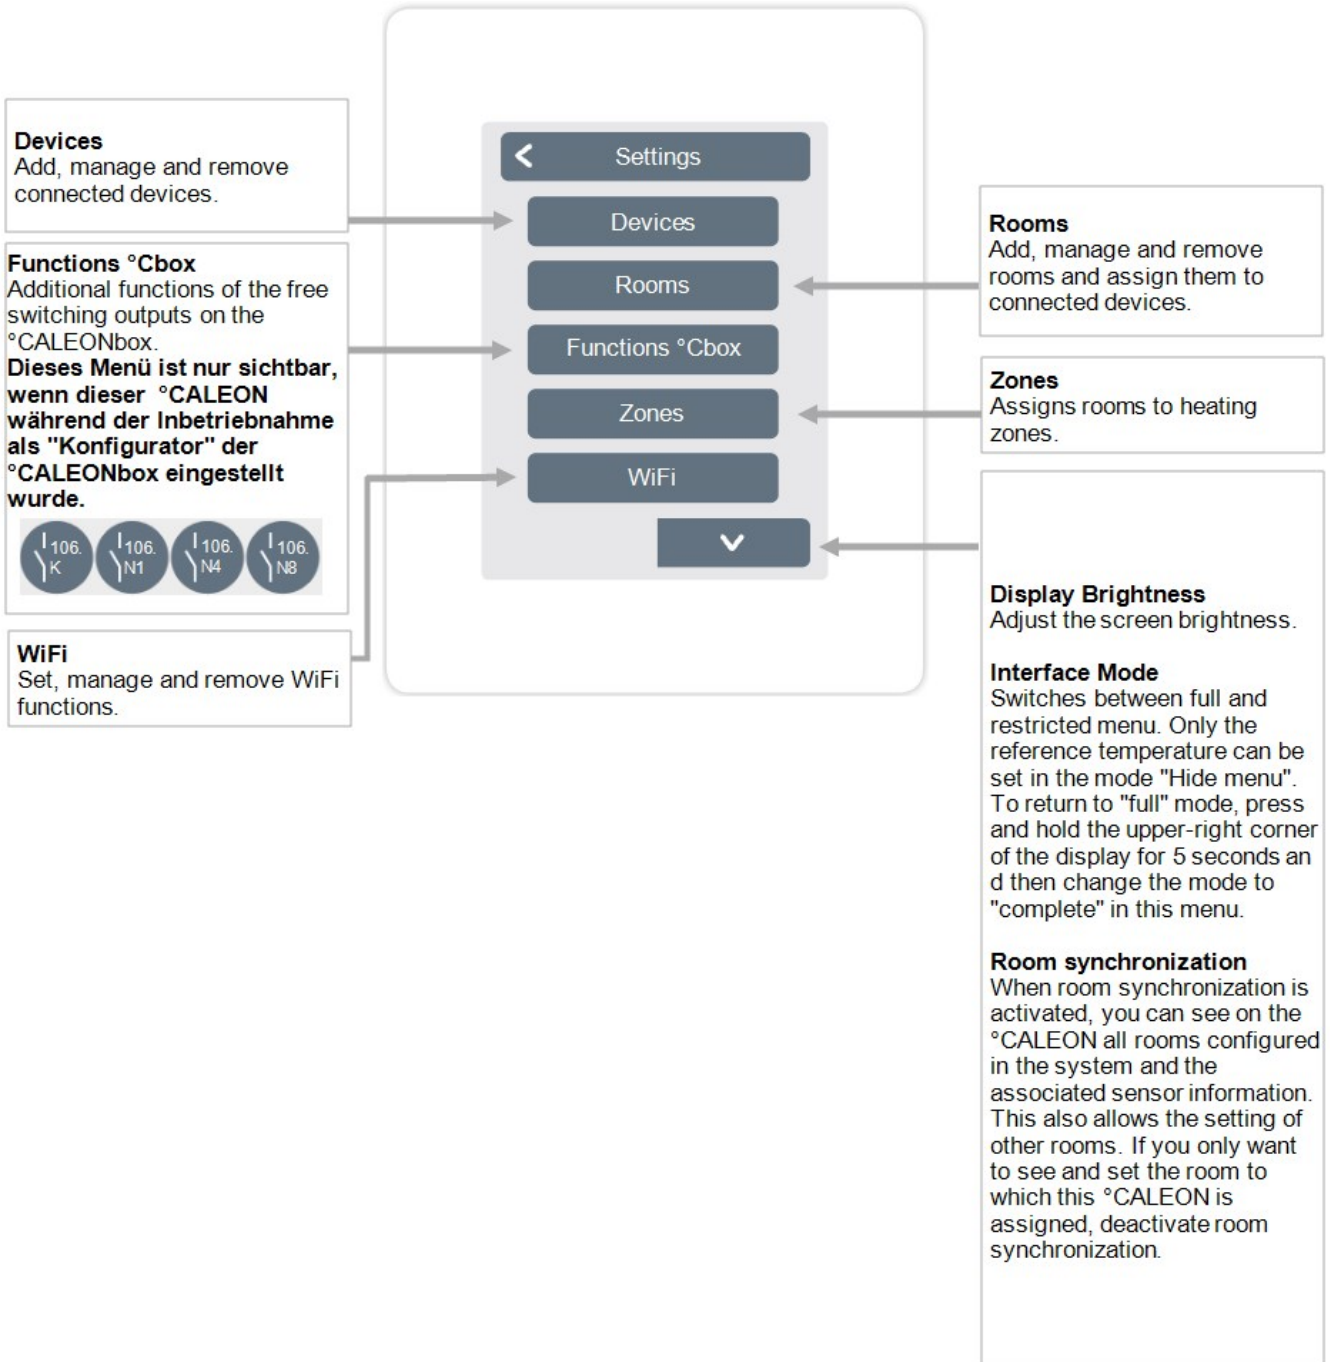 Devices
Add, manage and remove
connected devices.
Functions °Cbox
Additional functions of the free
switching outputs on the
°CALEONbox.
Dieses Menü ist nur sichtbar,
wenn dieser °CALEON
während der Inbetriebnahme
als "Konfigurator" der
°CALEONbox eingestellt
wurde.
106.
K
106.
N1
106.
N4
106.
N8
WiFi
Set, manage and remove WiFi
functions.
Settings
Devices
Rooms
Functions °Cbox
Zones
WiFi
Rooms
Add, manage and remove
rooms and assign them to
connected devices.
Zones
Assigns rooms to heating
zones.
Display Brightness
Adjust the screen brightness.
Interface Mode
Switches between full and
restricted menu. Only the
reference temperature can be
set in the mode "Hide menu".
To return to "full" mode, press
and hold the upper-right corner
of the display for 5 seconds an
d then change the mode to
"complete" in this menu.
Room synchronization
When room synchronization is
activated, you can see on the
°CALEON all rooms configured
in the system and the
associated sensor information.
This also allows the setting of
other rooms. If you only want
to see and set the room to
which this °CALEON is
assigned, deactivate room
synchronization.